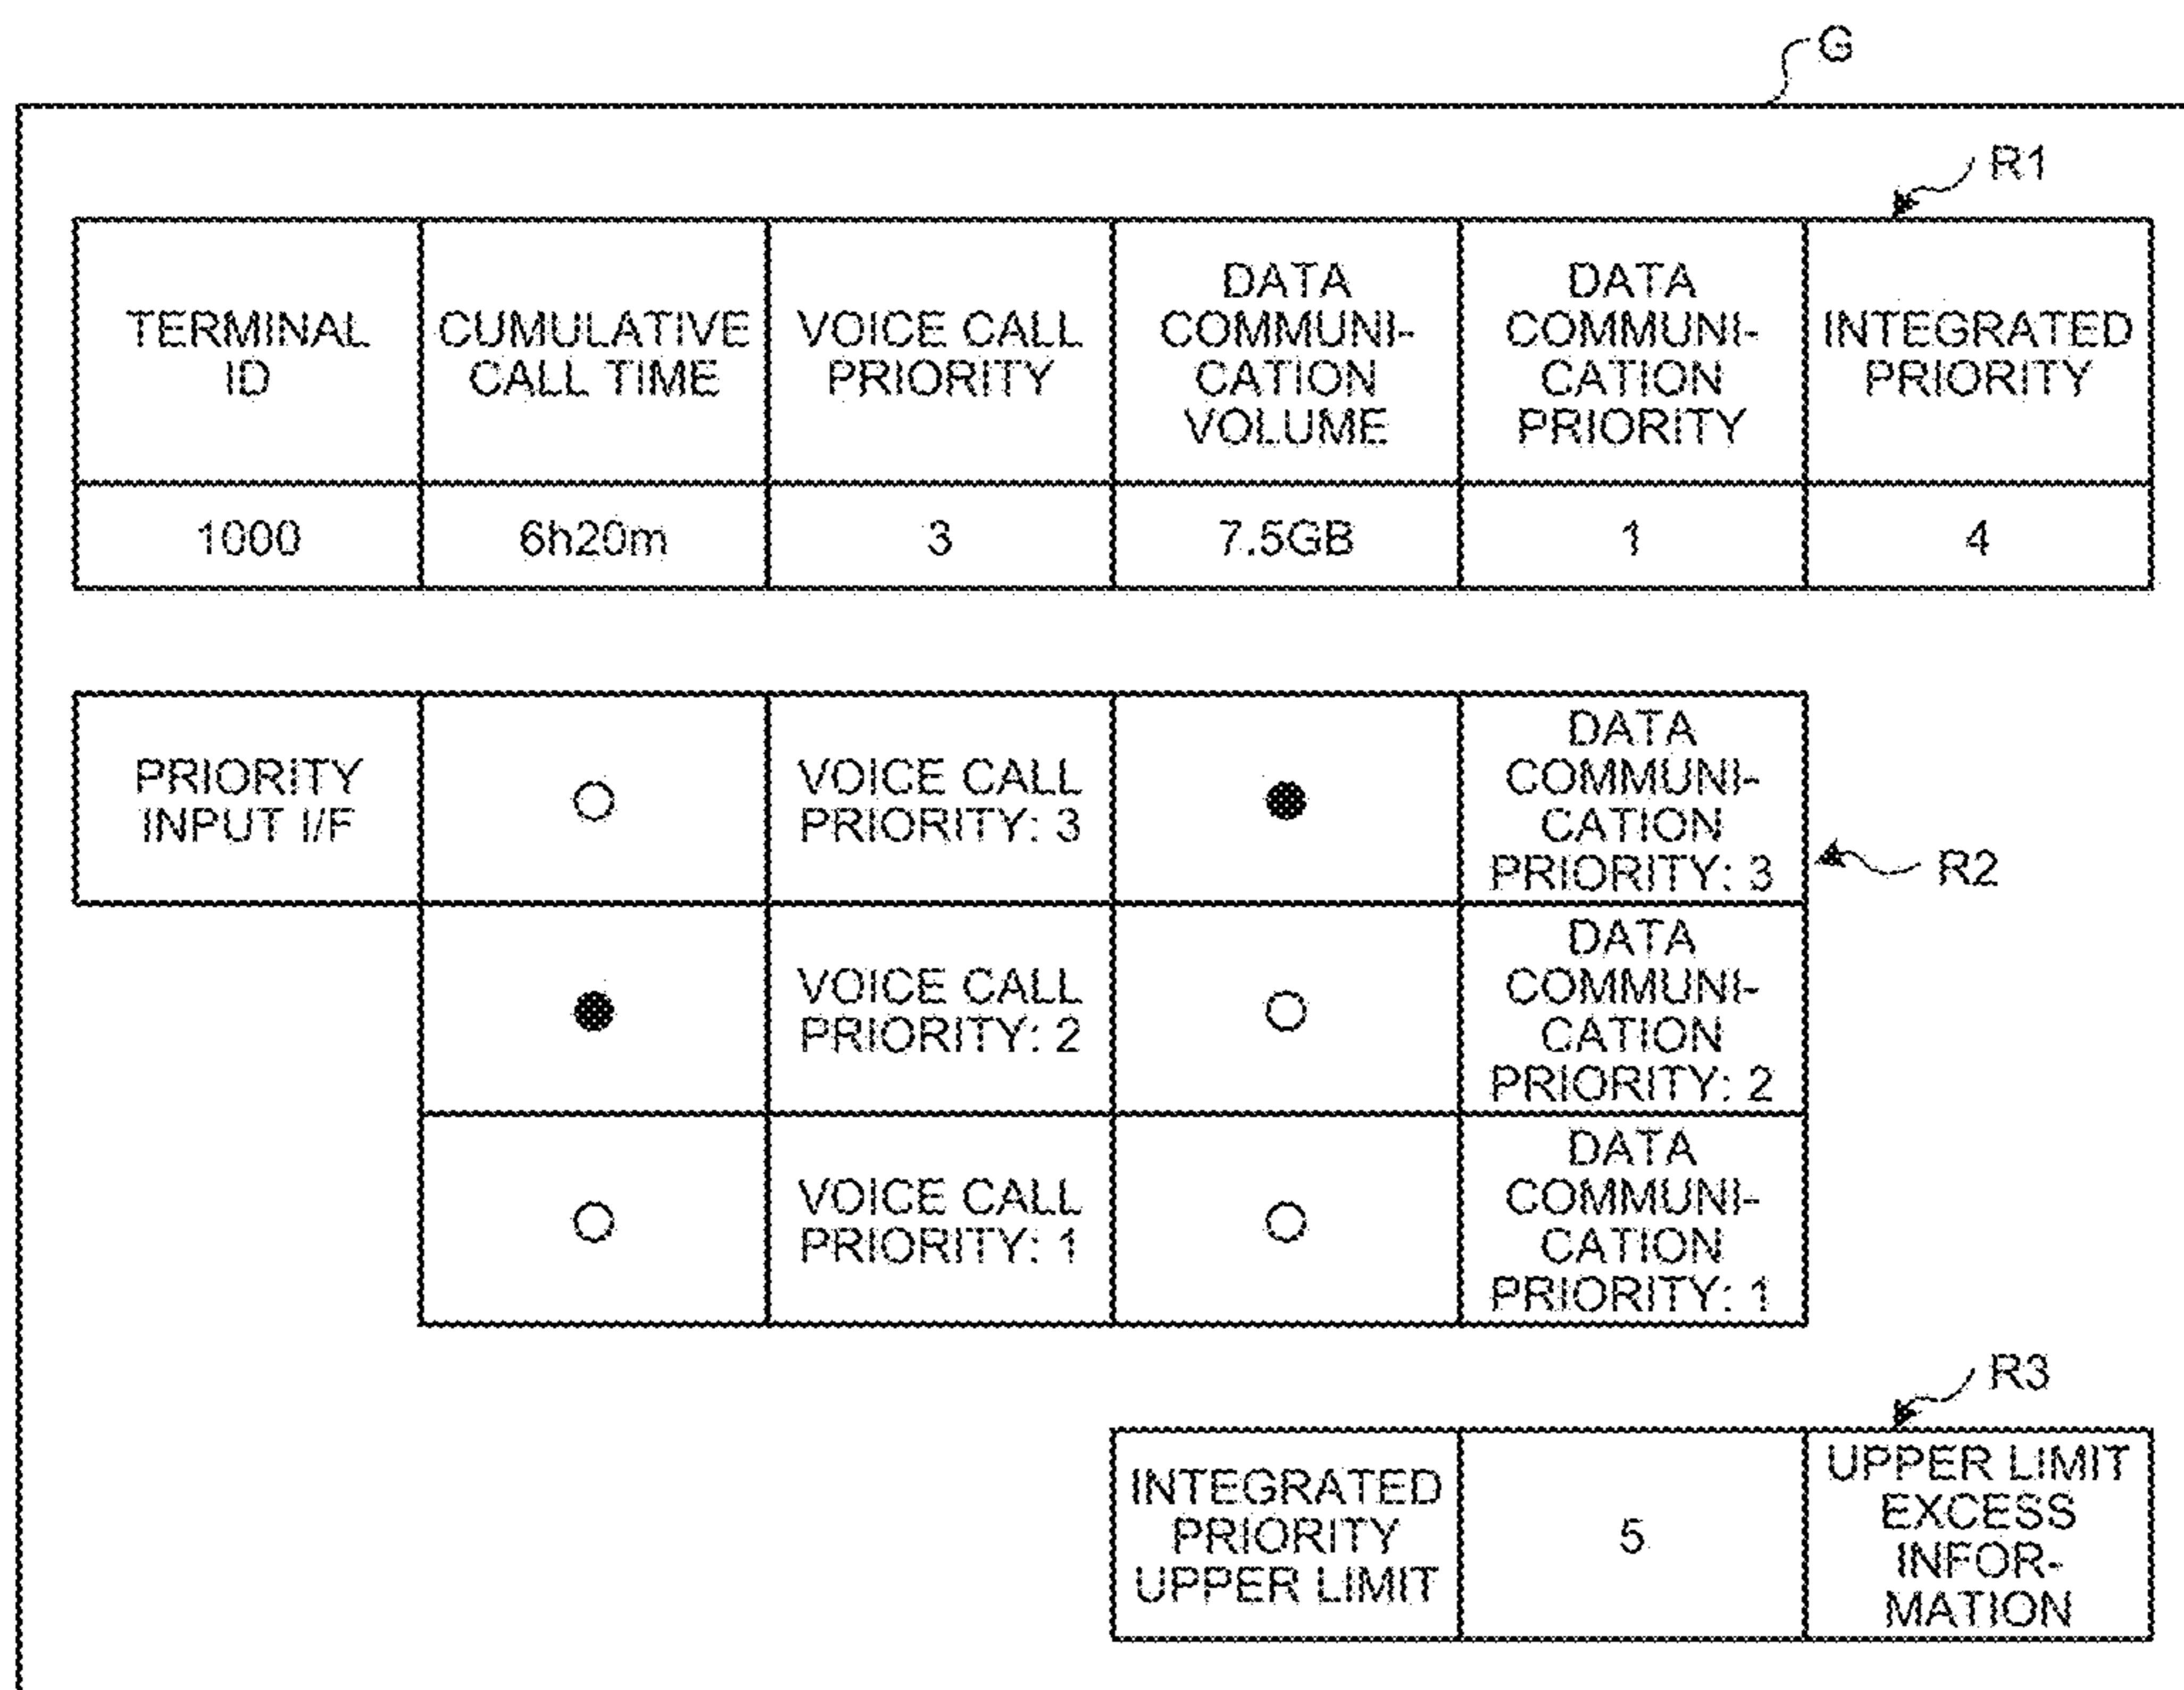 G
R1
TERMINAL
ID
CUMULATIVE
CALL TIME
VOICE CALL
PRIORITY
DATA
COMMUNI-
CATION
VOLUME
DATA
COMMUNI-
CATION
PRIORITY
INTEGRATED
PRIORITY
1000
6h20m
3
7.5GB
1
4
PRIORITY
INPUT I/F
VOICE CALL
PRIORITY: 3
DATA
COMMUNI-
CATION
PRIORITY: 3
R2
VOICE CALL
PRIORITY: 2
DATA
COMMUNI-
CATION
PRIORITY: 2
VOICE CALL
PRIORITY: 1
DATA
COMMUNI-
CATION
PRIORITY: 1
R3
INTEGRATED
PRIORITY
UPPER LIMIT
5
UPPER LIMIT
EXCESS
INFOR-
MATION